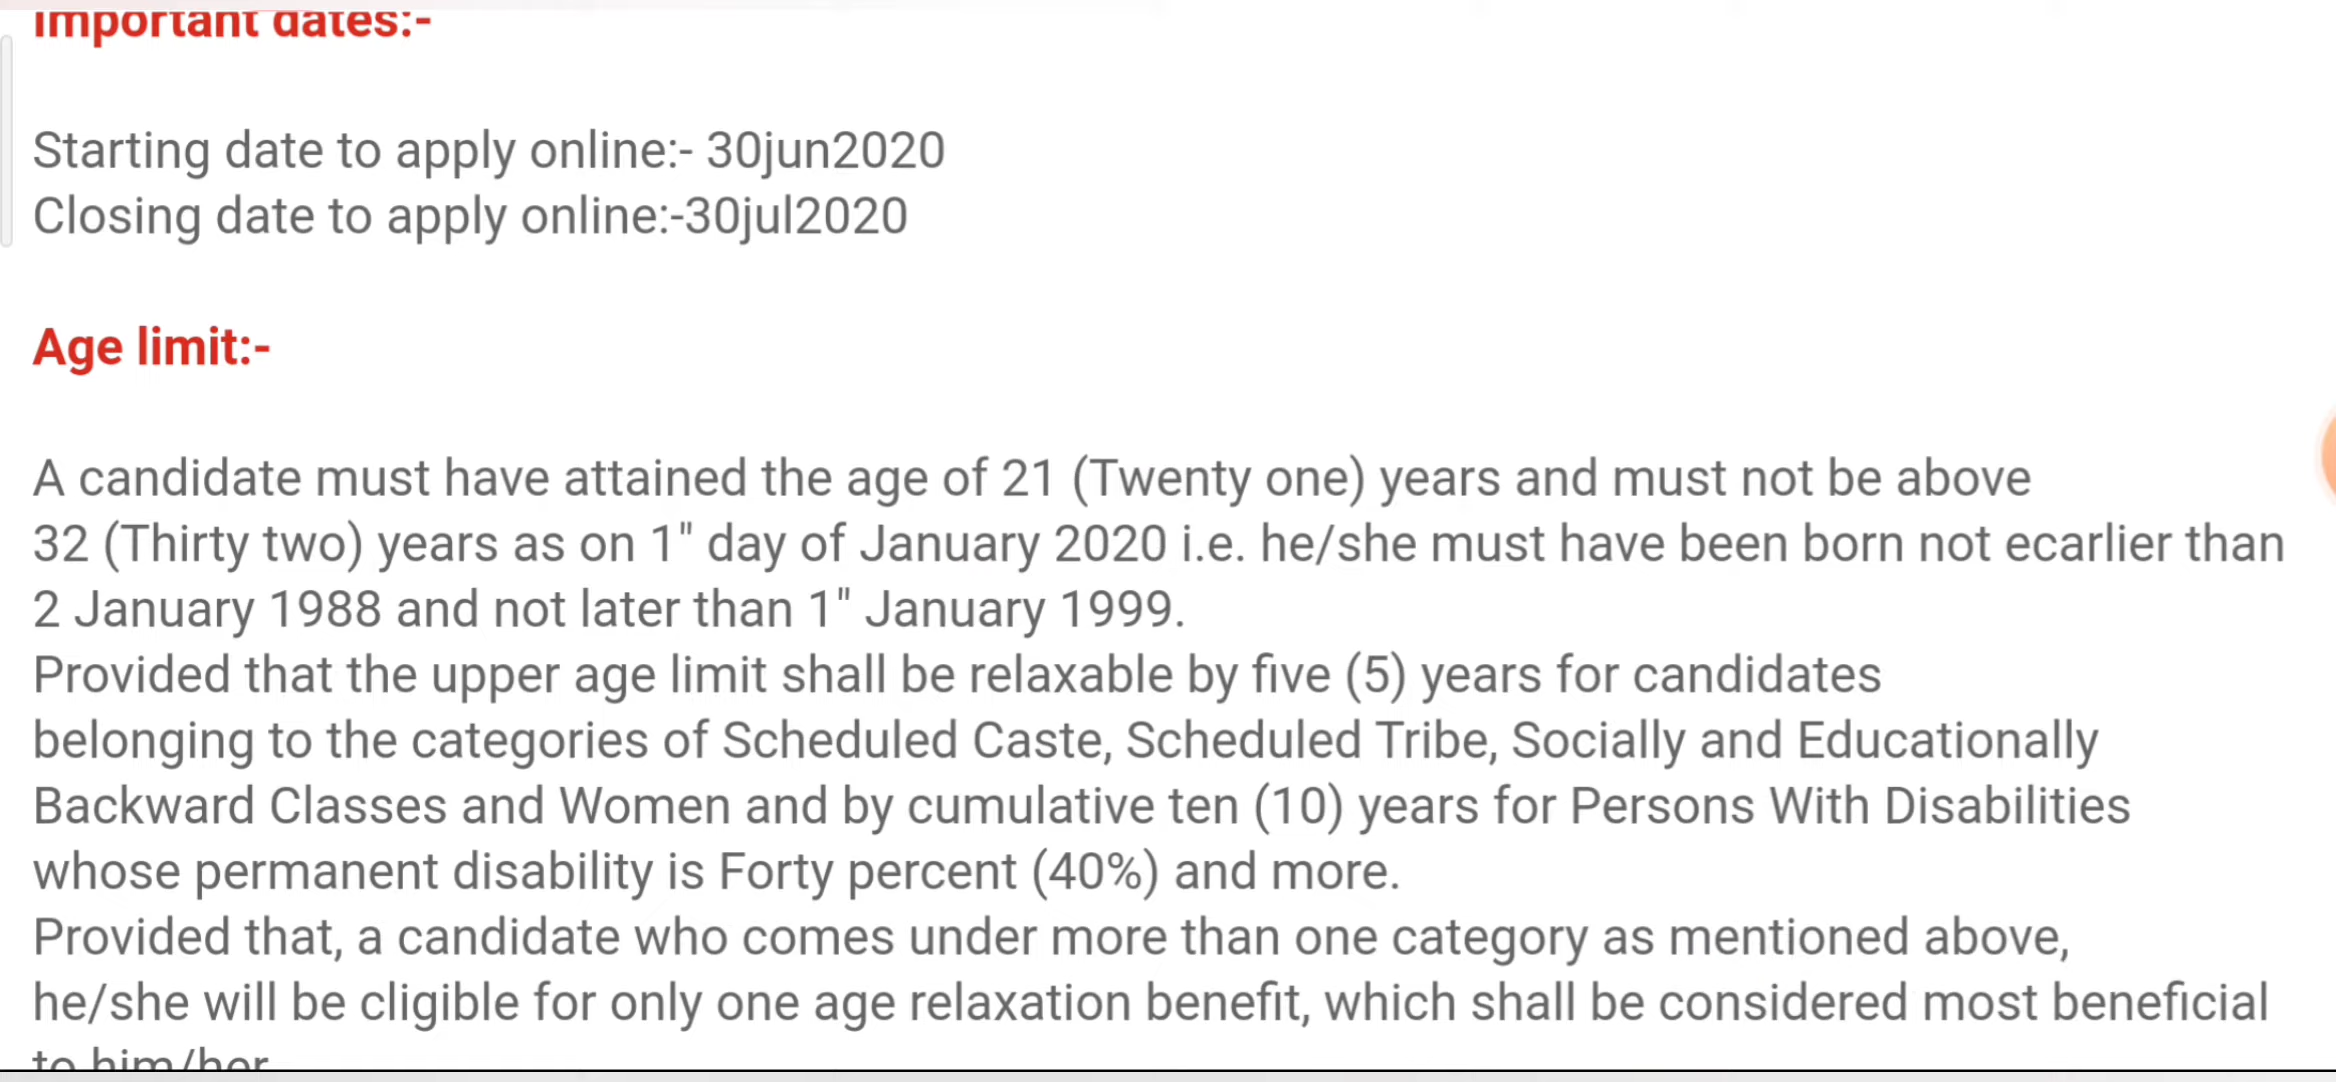 Important dates:-
Starting date to apply online:- 30jun2020
Closing date to apply online:-30jul2020
Age limit:-
A candidate must have attained the age of 21 (Twenty one) years and must not be above
32 (Thirty two) years as on 1" day of January 2020 i.e. he/she must have been born not ecarlier than
2 January 1988 and not later than 1" January 1999.
Provided that the upper age limit shall be relaxable by five (5) years for candidates
belonging to the categories of Scheduled Caste, Scheduled Tribe, Socially and Educationally
Backward Classes and Women and by cumulative ten (10) years for Persons With Disabilities
whose permanent disability is Forty percent (40%) and more.
Provided that, a candidate who comes under more than one category as mentioned above,
he/she will be cligible for only one age relaxation benefit, which shall be considered most beneficial
to him/her